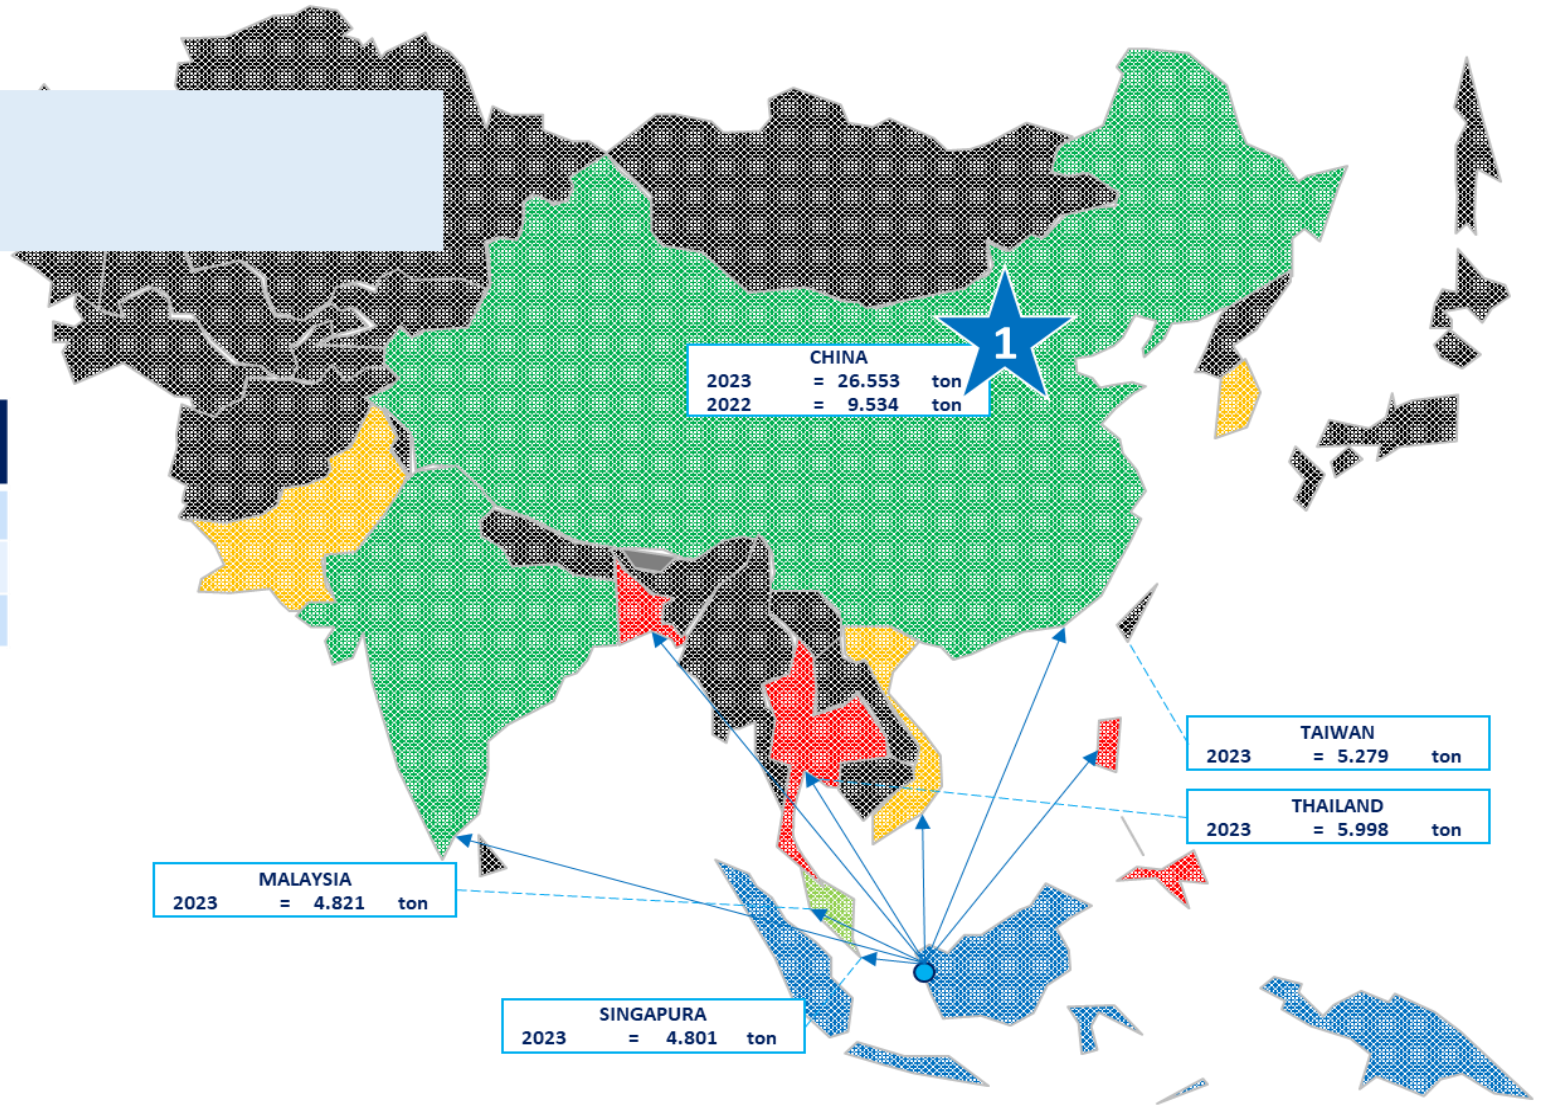 1
CHINA
2023 = 26.553 ton
2022 = 9.534 ton
TAIWAN
2023 = 5.279 ton
THAILAND
2023 = 5.998 ton
MALAYSIA
2023 = 4.821 ton
SINGAPURA
2023 = 4.801 ton